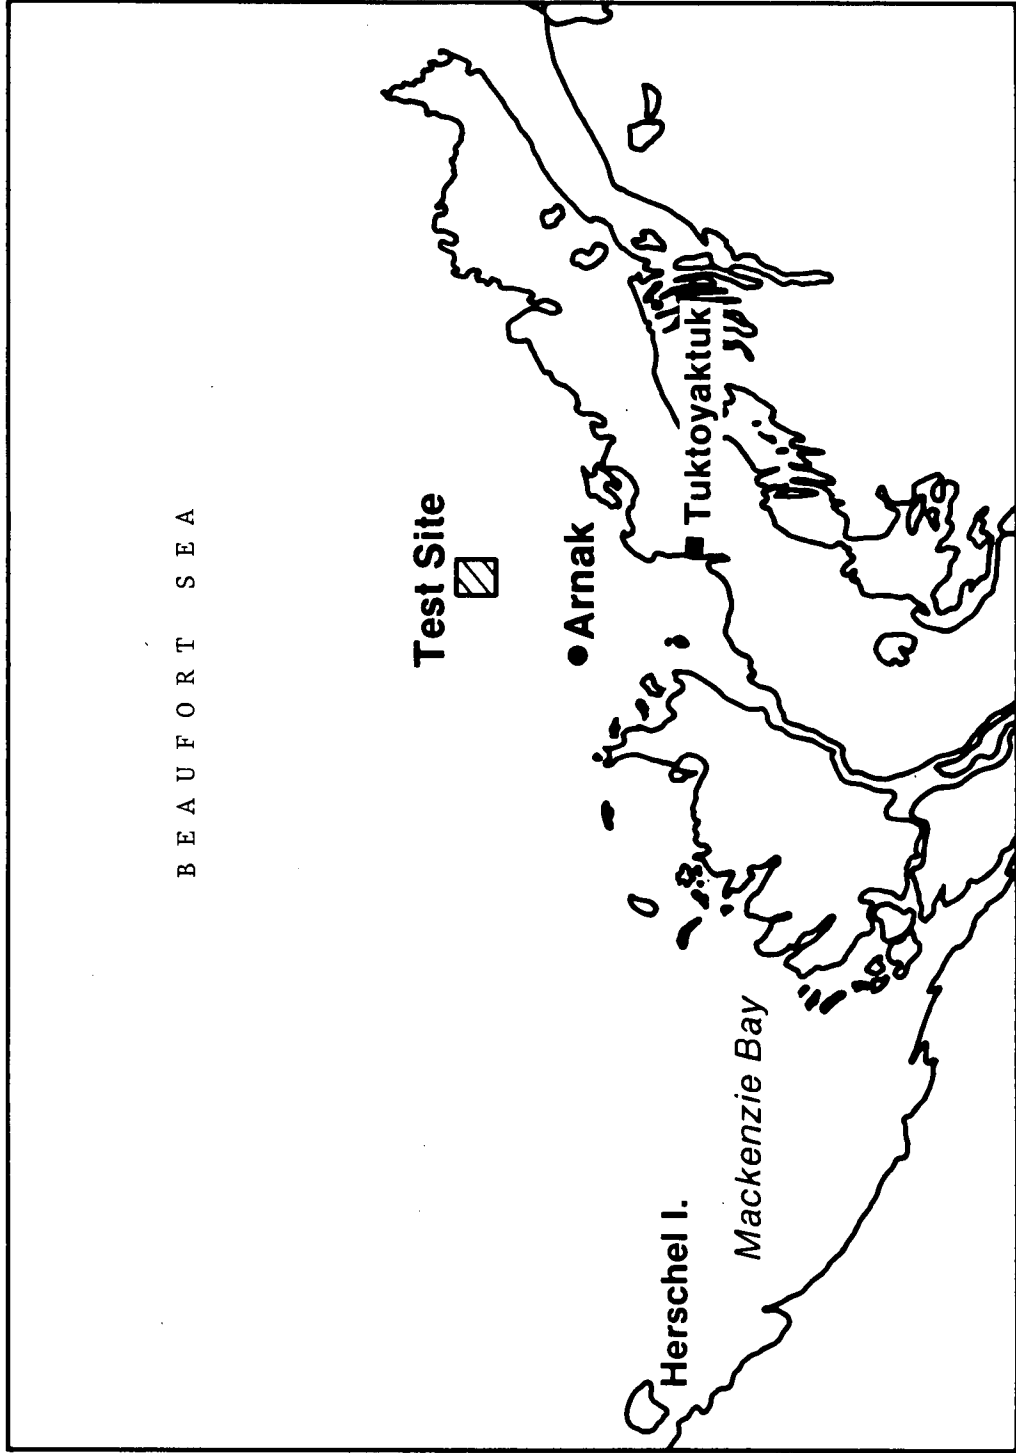 BEAUFORT SEA
Test Site
Arnak
Tuktoyaktuk
Mackenzie Bay
Herschel I.